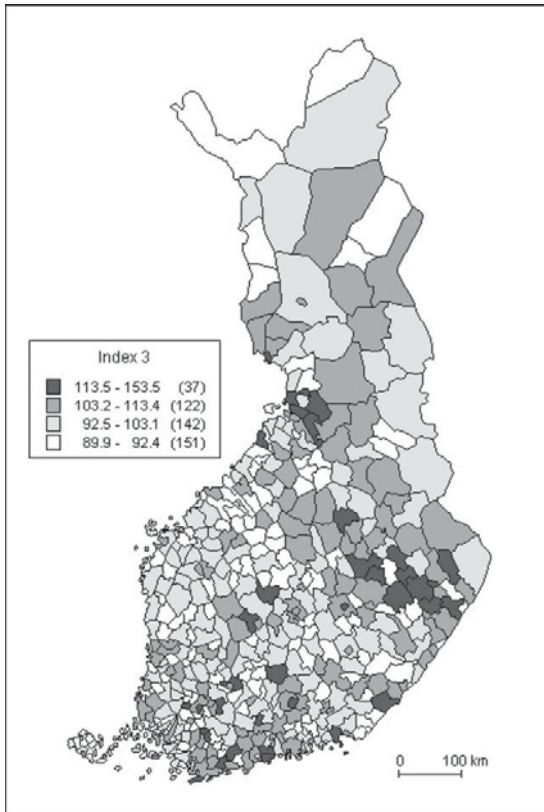 Index 3
113.5 - 153.5 (37)
103.2 - 113.4 (122)
92.5 - 103.1 (142)
89.9 - 92.4 (151)
0 100 km